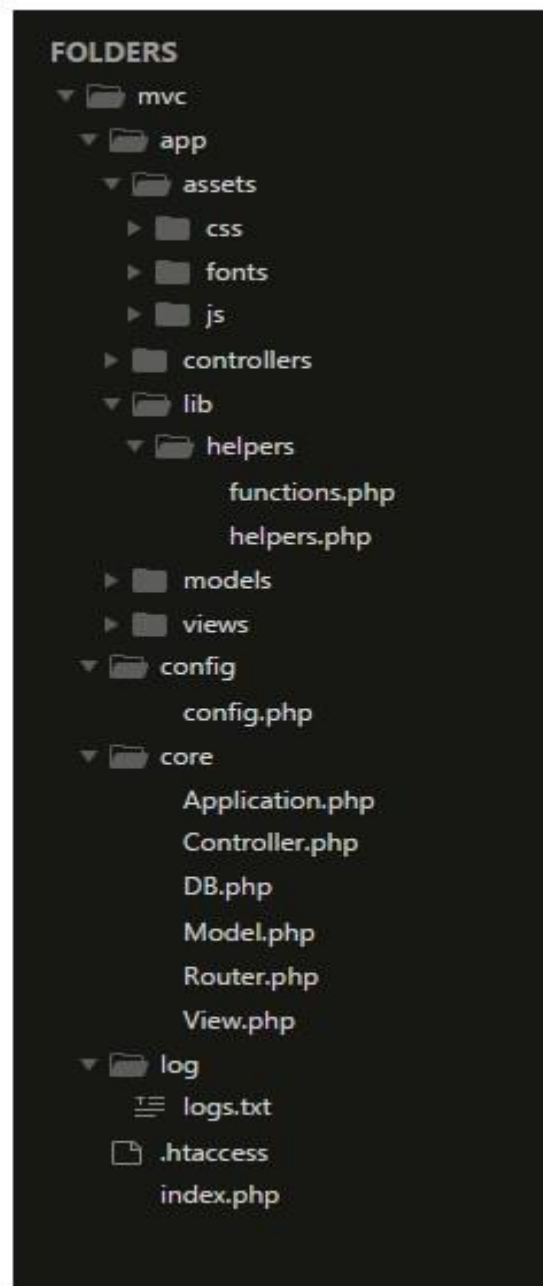 FOLDERS
mvc
app
assets
css
fonts
js
controllers
lib
helpers
functions.php
helpers.php
models
views
config
config.php
core
Application.php
Controller.php
DB.php
Model.php
Router.php
View.php
log
logs.txt
.htaccess
index.php